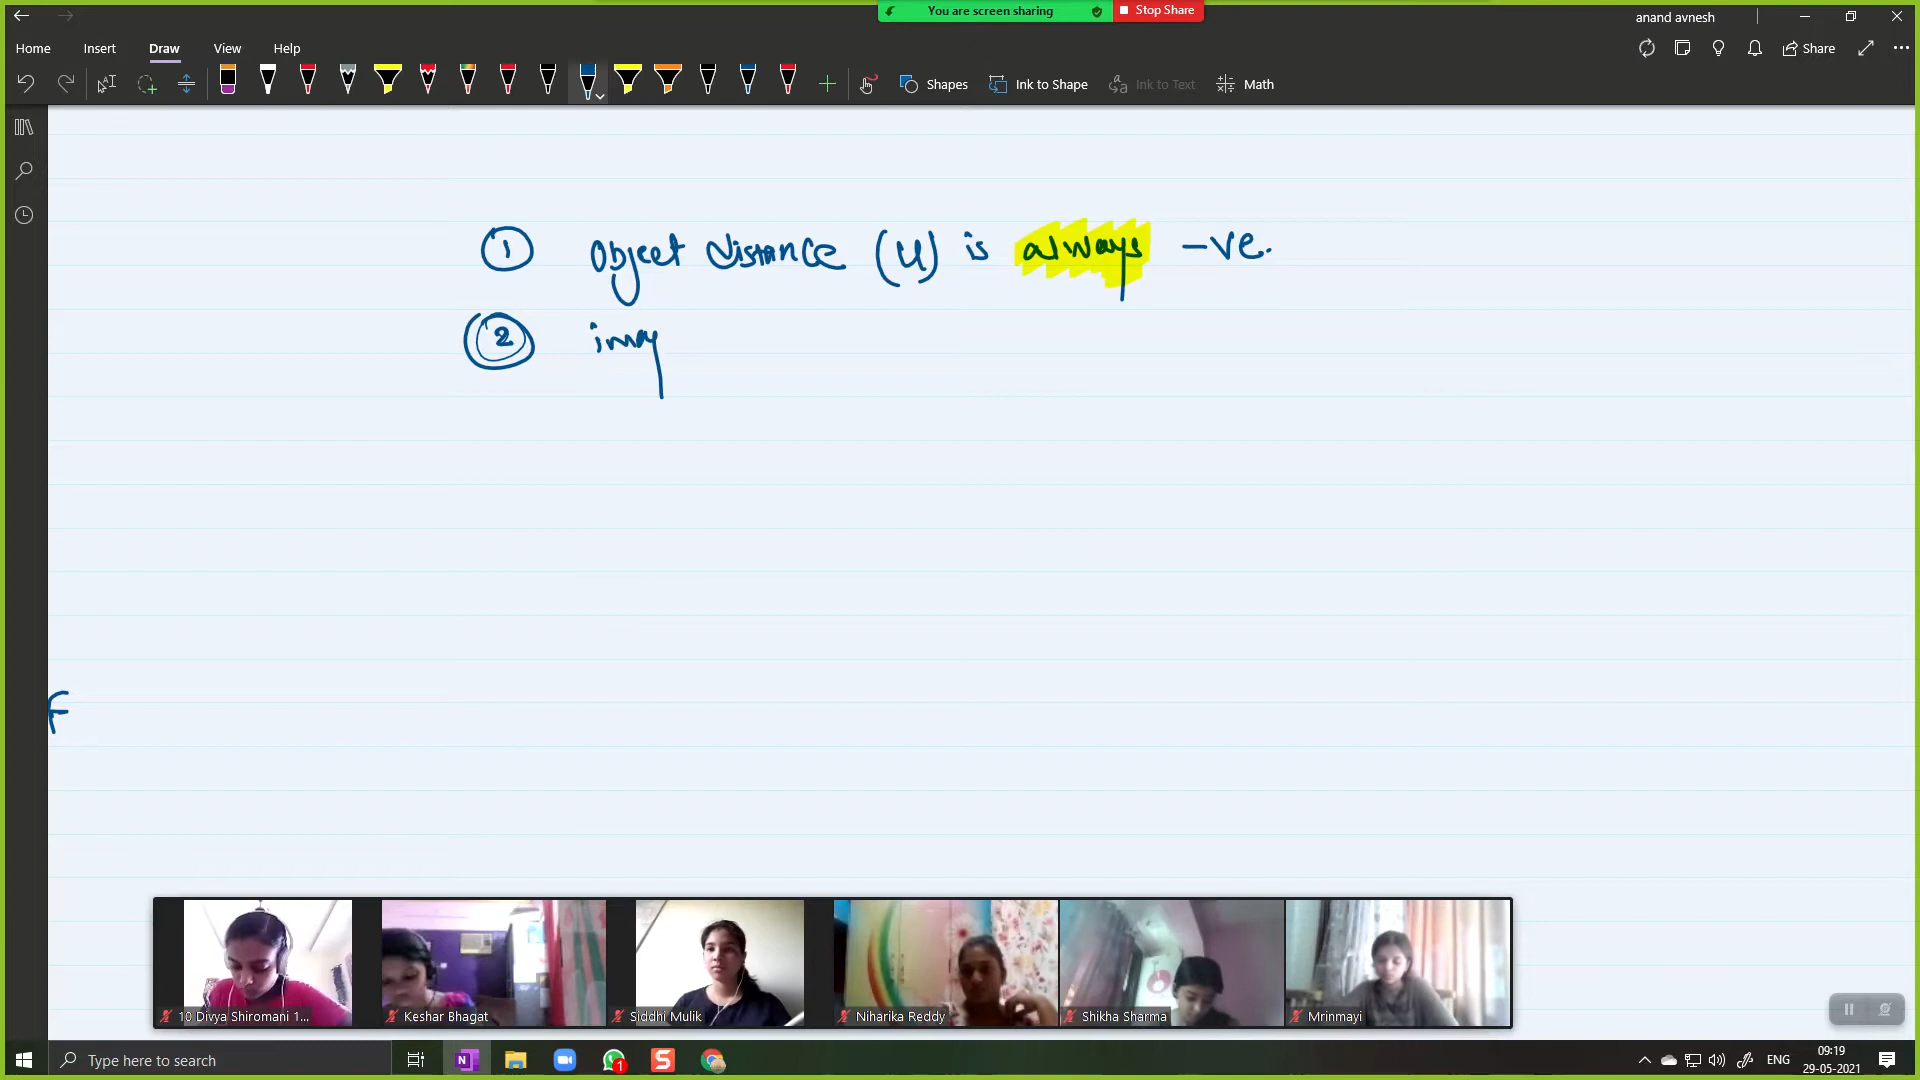 You are screen sharing Stop Share
anand avnesh
Home Insert Draw View Help
Share
Shapes Ink to Shape Ink to Text Math
1 Object distance (u) is always -ve.
2 imag
F
10 Divya Shiromani 1... Keshar Bhagat Siddhi Mulik Niharika Reddy Shikha Sharma Mrinmayi
Type here to search
N
1
S
ENG
09:19
29-05-2021